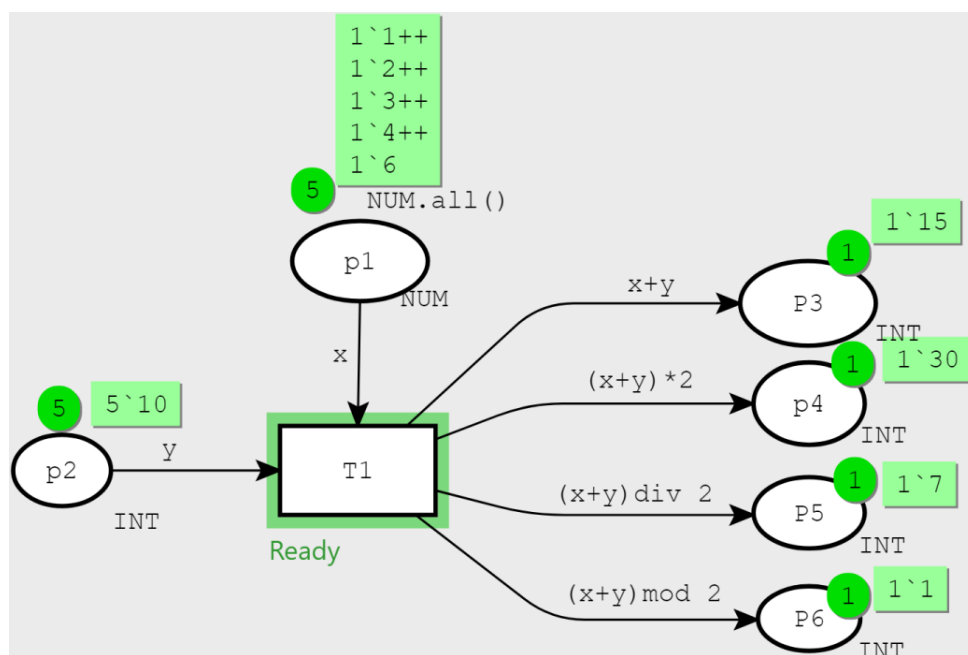 1`1++
1`2++
1`3++
1`4++
1`6
5
NUM.all()
p1
NUM
x
5
5`10
p2
y
INT
T1
Ready
x+y
1
1`15
P3
INT
(x+y)*2
1
1`30
p4
INT
(x+y)div 2
1
1`7
P5
INT
(x+y)mod 2
1
1`1
P6
INT